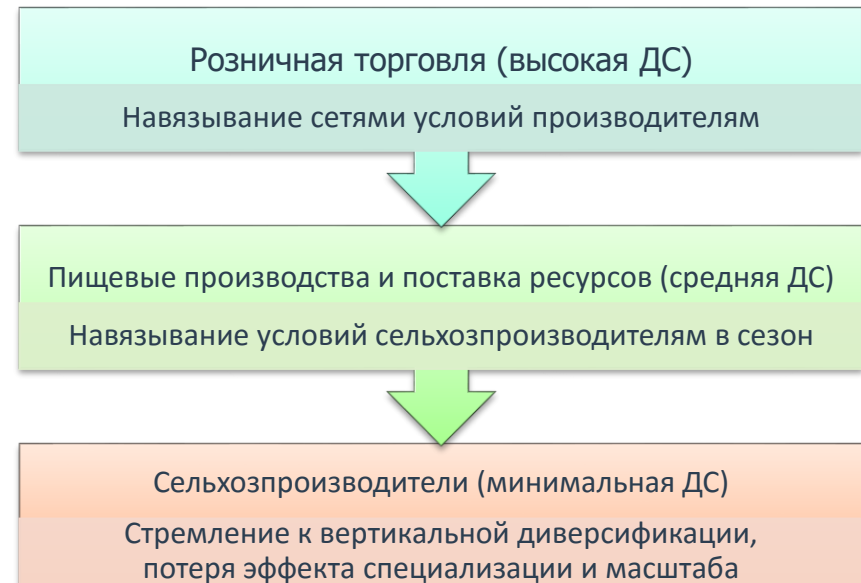 Розничная торговля (высокая ДС)
Навязывание сетями условий производителям
Пищевые производства и поставка ресурсов (средняя ДС)
Навязывание условий сельхозпроизводителям в сезон
Сельхозпроизводители (минимальная ДС)
Стремление к вертикальной диверсификации,
потеря эффекта специализации и масштаба